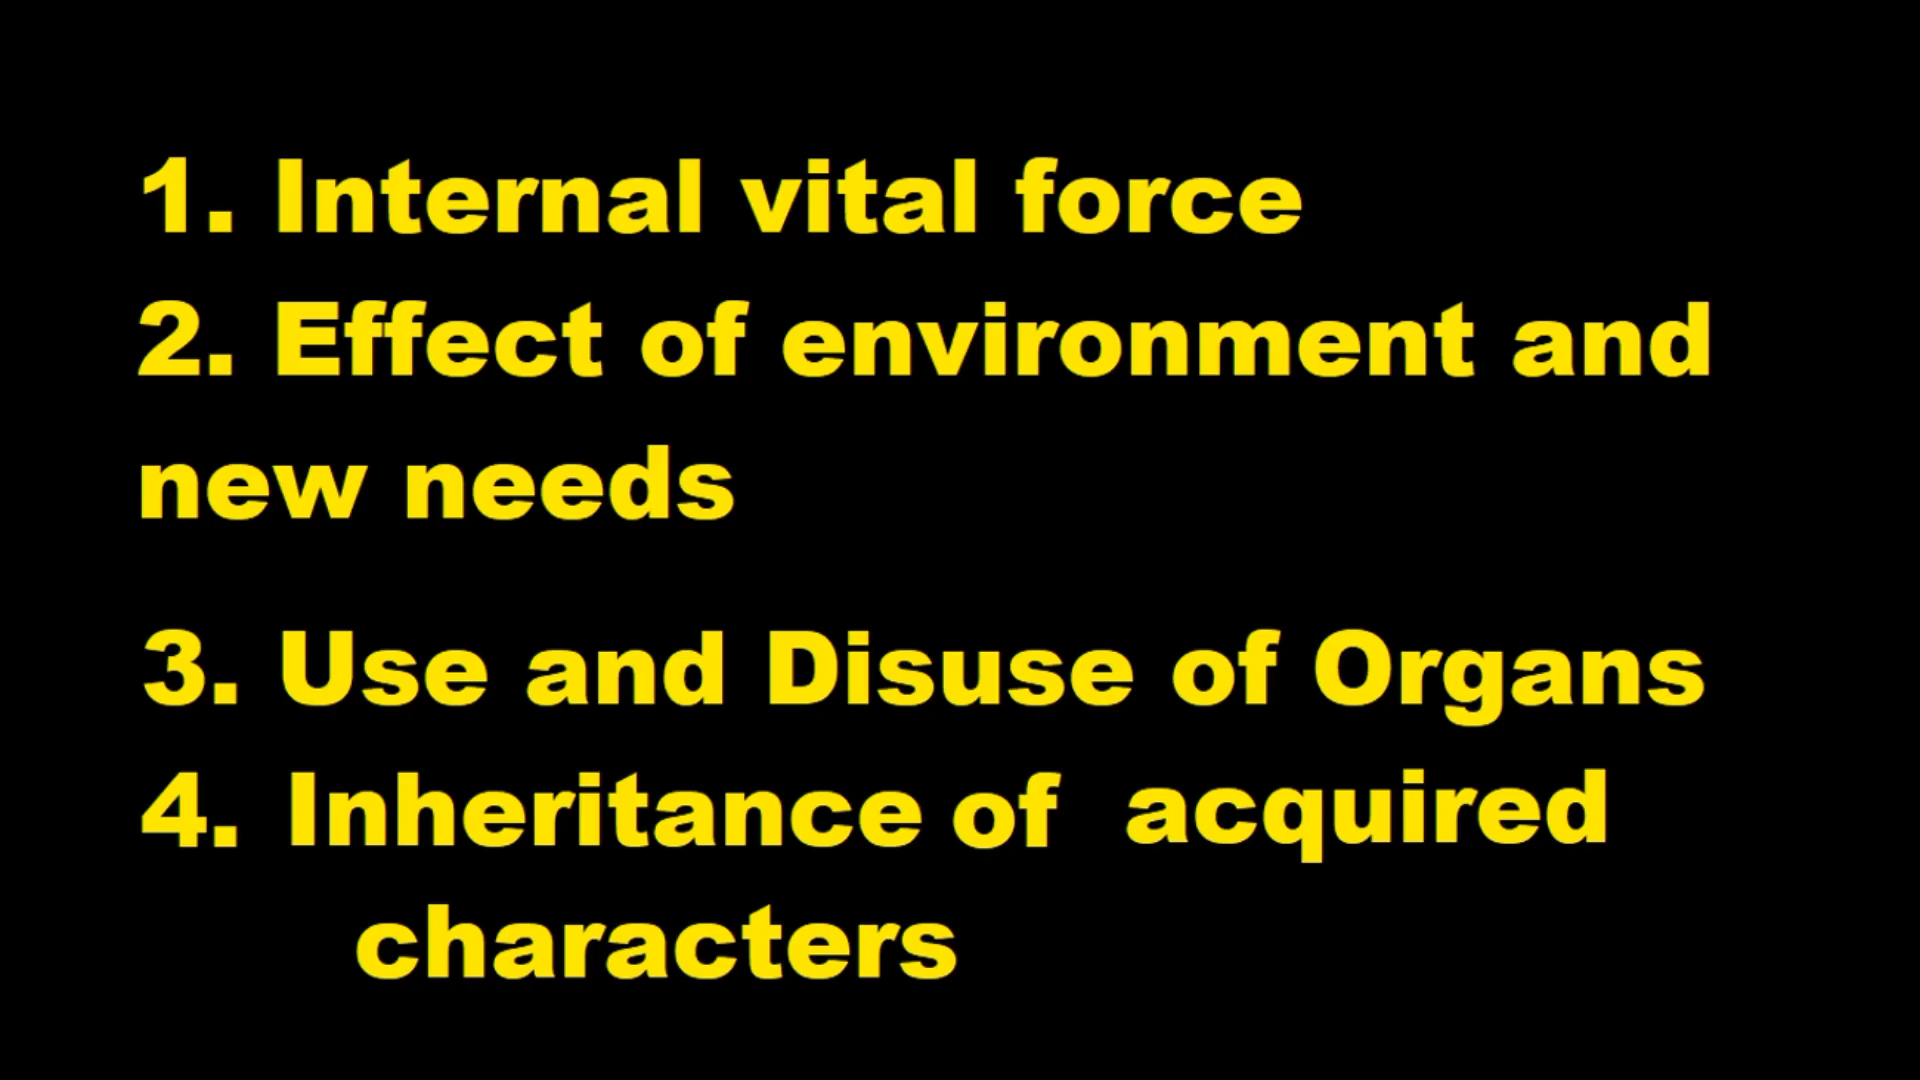 1. Internal vital force
2. Effect of environment and
new needs
3. Use and Disuse of Organs
4. Inheritance of acquired
characters